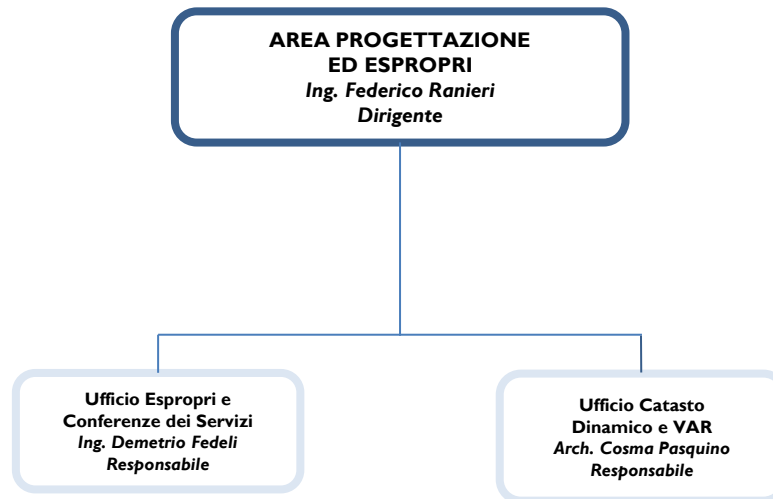 AREA PROGETTAZIONE
ED ESPROPRI
Ing. Federico Ranieri
Dirigente
Ufficio Espropri e
Conferenze dei Servizi
Ing. Demetrio Fedeli
Responsabile
Ufficio Catasto
Dinamico e VAR
Arch. Cosma Pasquino
Responsabile